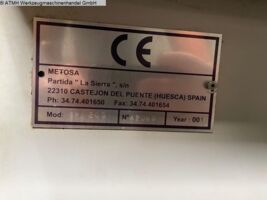 © ATMH Werkzeugmaschinenhandel GmbH
CE
METOSA
Partida " La Sierra ", s/n
22310 CASTEJON DEL PUENTE (HUESCA) SPAIN
Ph: 34.74.401650 Fax: 34.74.401654
Mod: Nº Year: 001